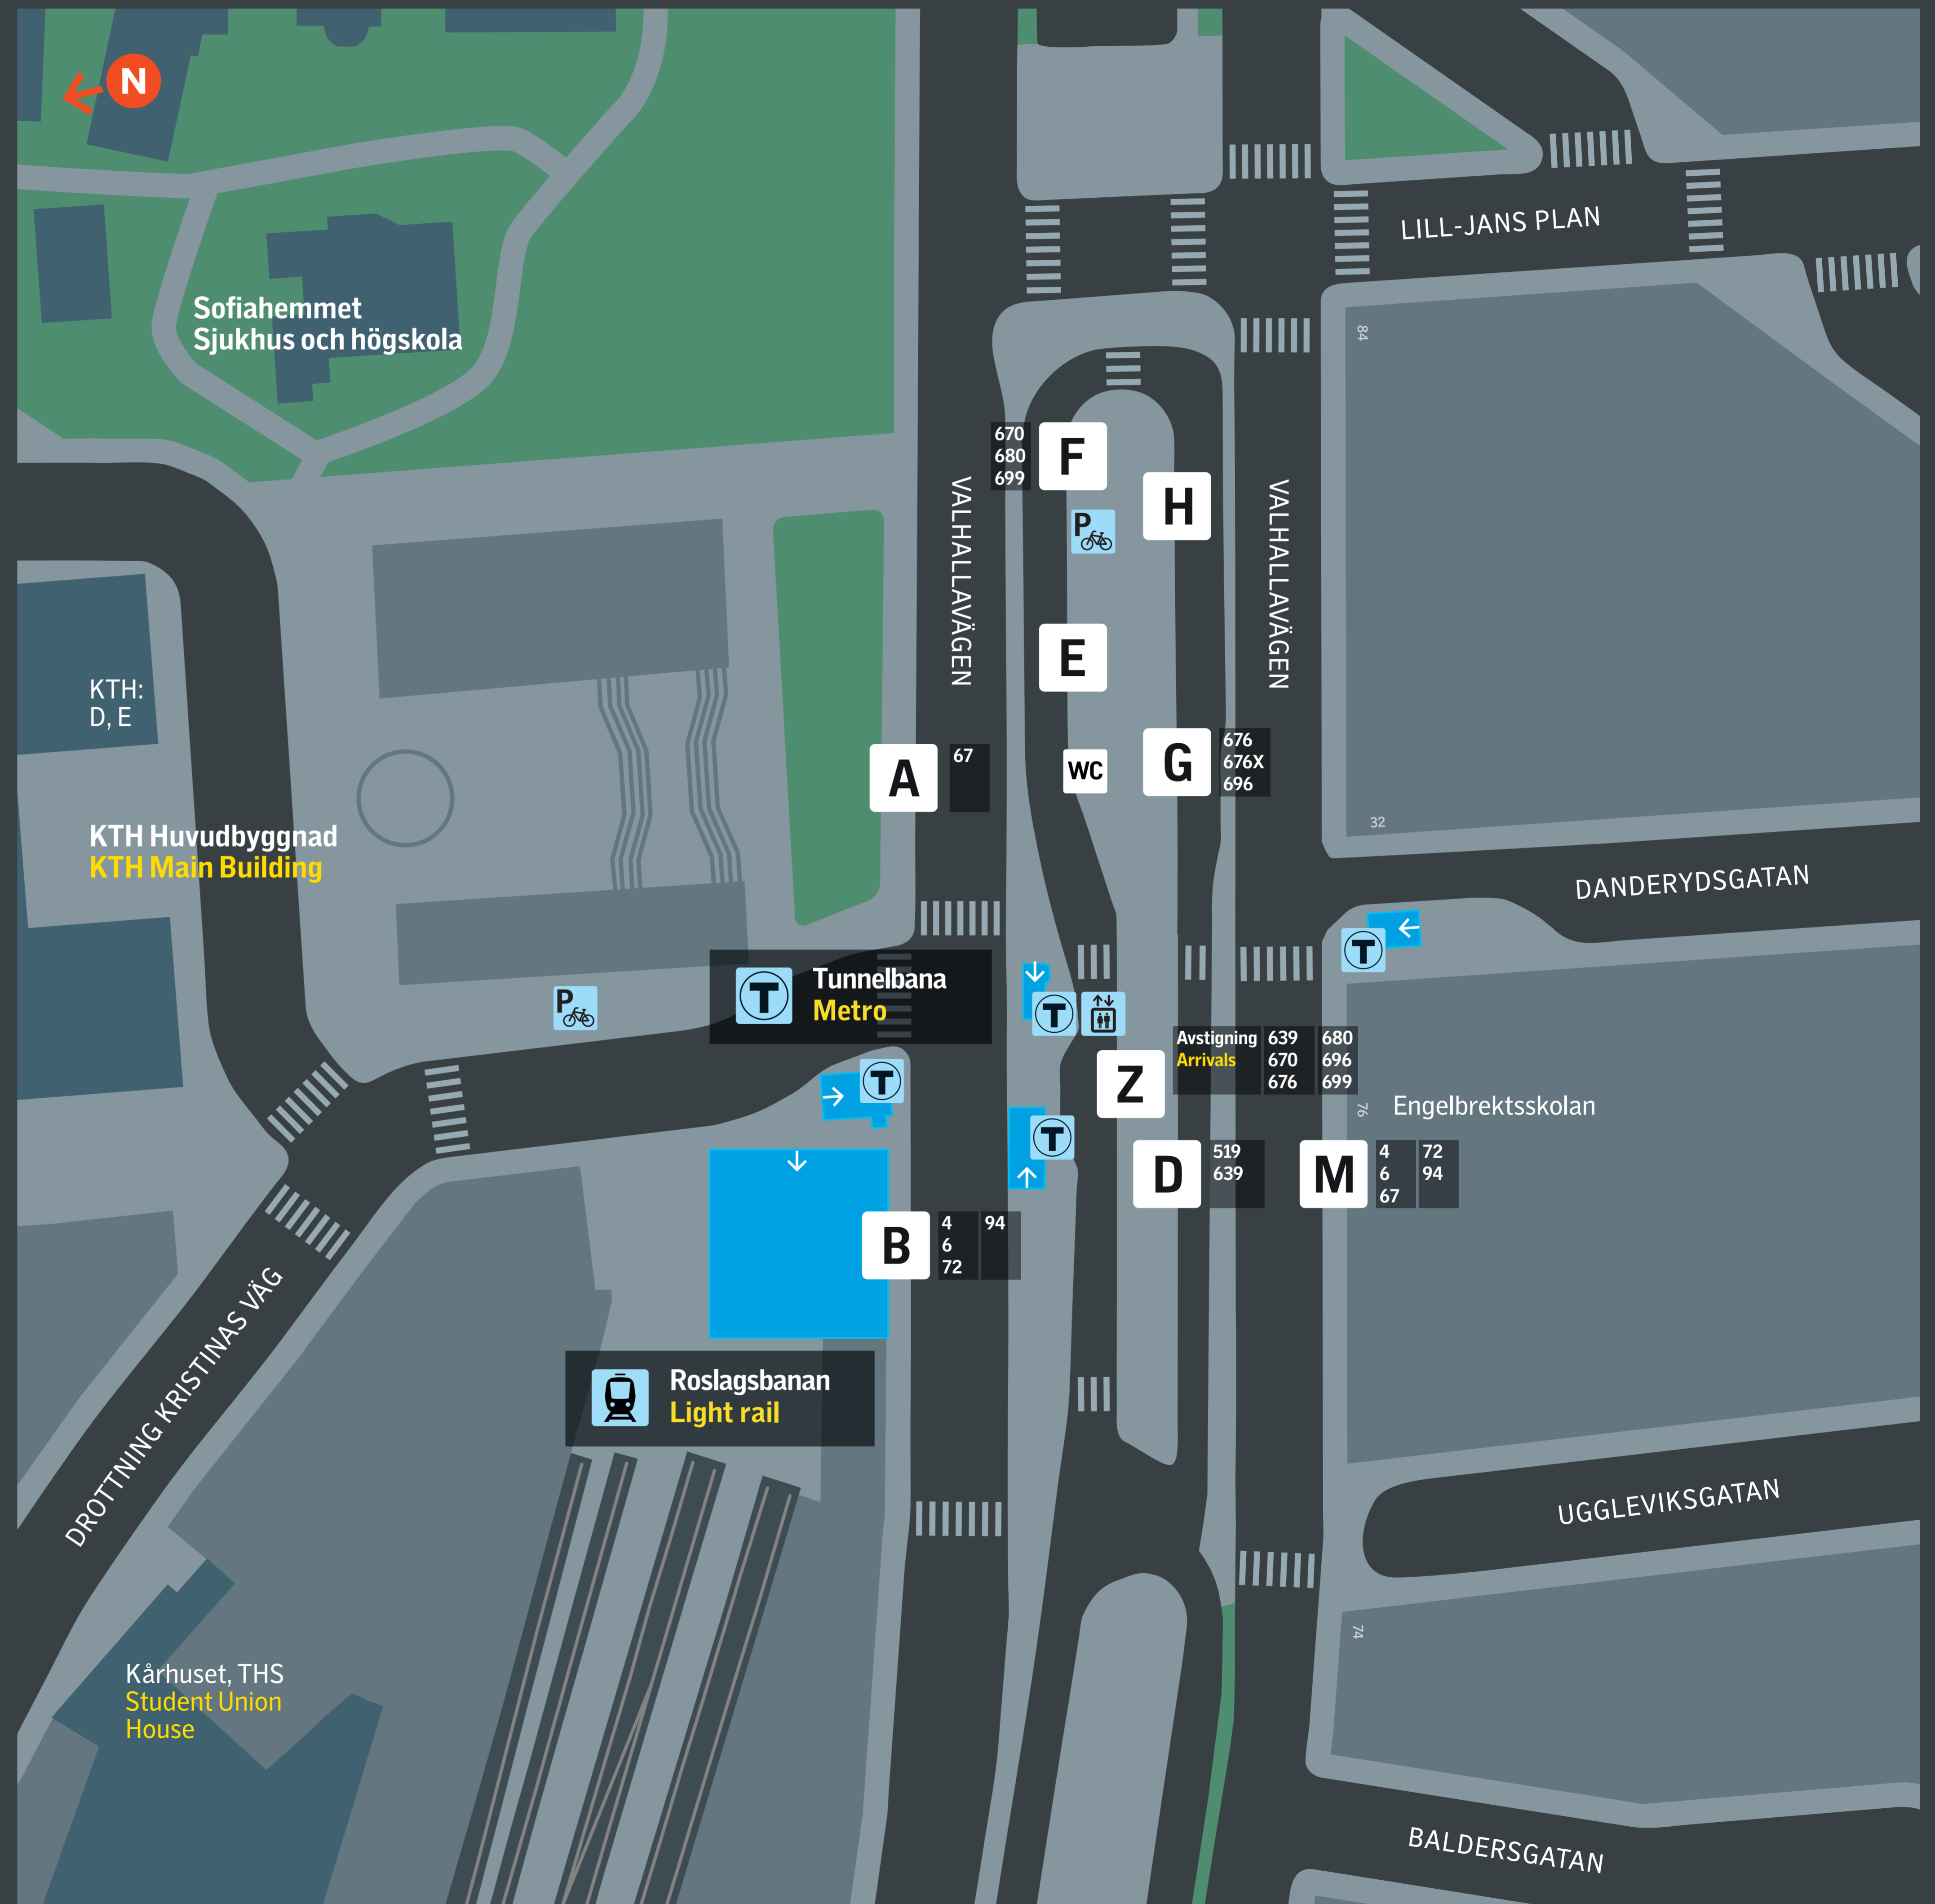 N
LILL-JANS PLAN
Sofiahemmet
Sjukhus och högskola
84
670
680
699
F
H
P
VALHALLAVÄGEN
VALHALLAVÄGEN
E
KTH:
D, E
A
67
WC
G
676
676X
696
32
KTH Huvudbyggnad
KTH Main Building
DANDERYDSGATAN
T
T
Tunnelbana
Metro
P
T
T
Z
Avstigning
Arrivals
639
670
676
680
696
699
76
Engelbrektsskolan
T
D
519
639
M
4
6
67
72
94
B
4
6
72
94
DROTTNING KRISTINAS VÄG
Roslagsbanan
Light rail
UGGLEVIKSGATAN
74
Kårhuset, THS
Student Union
House
BALDERSGATAN